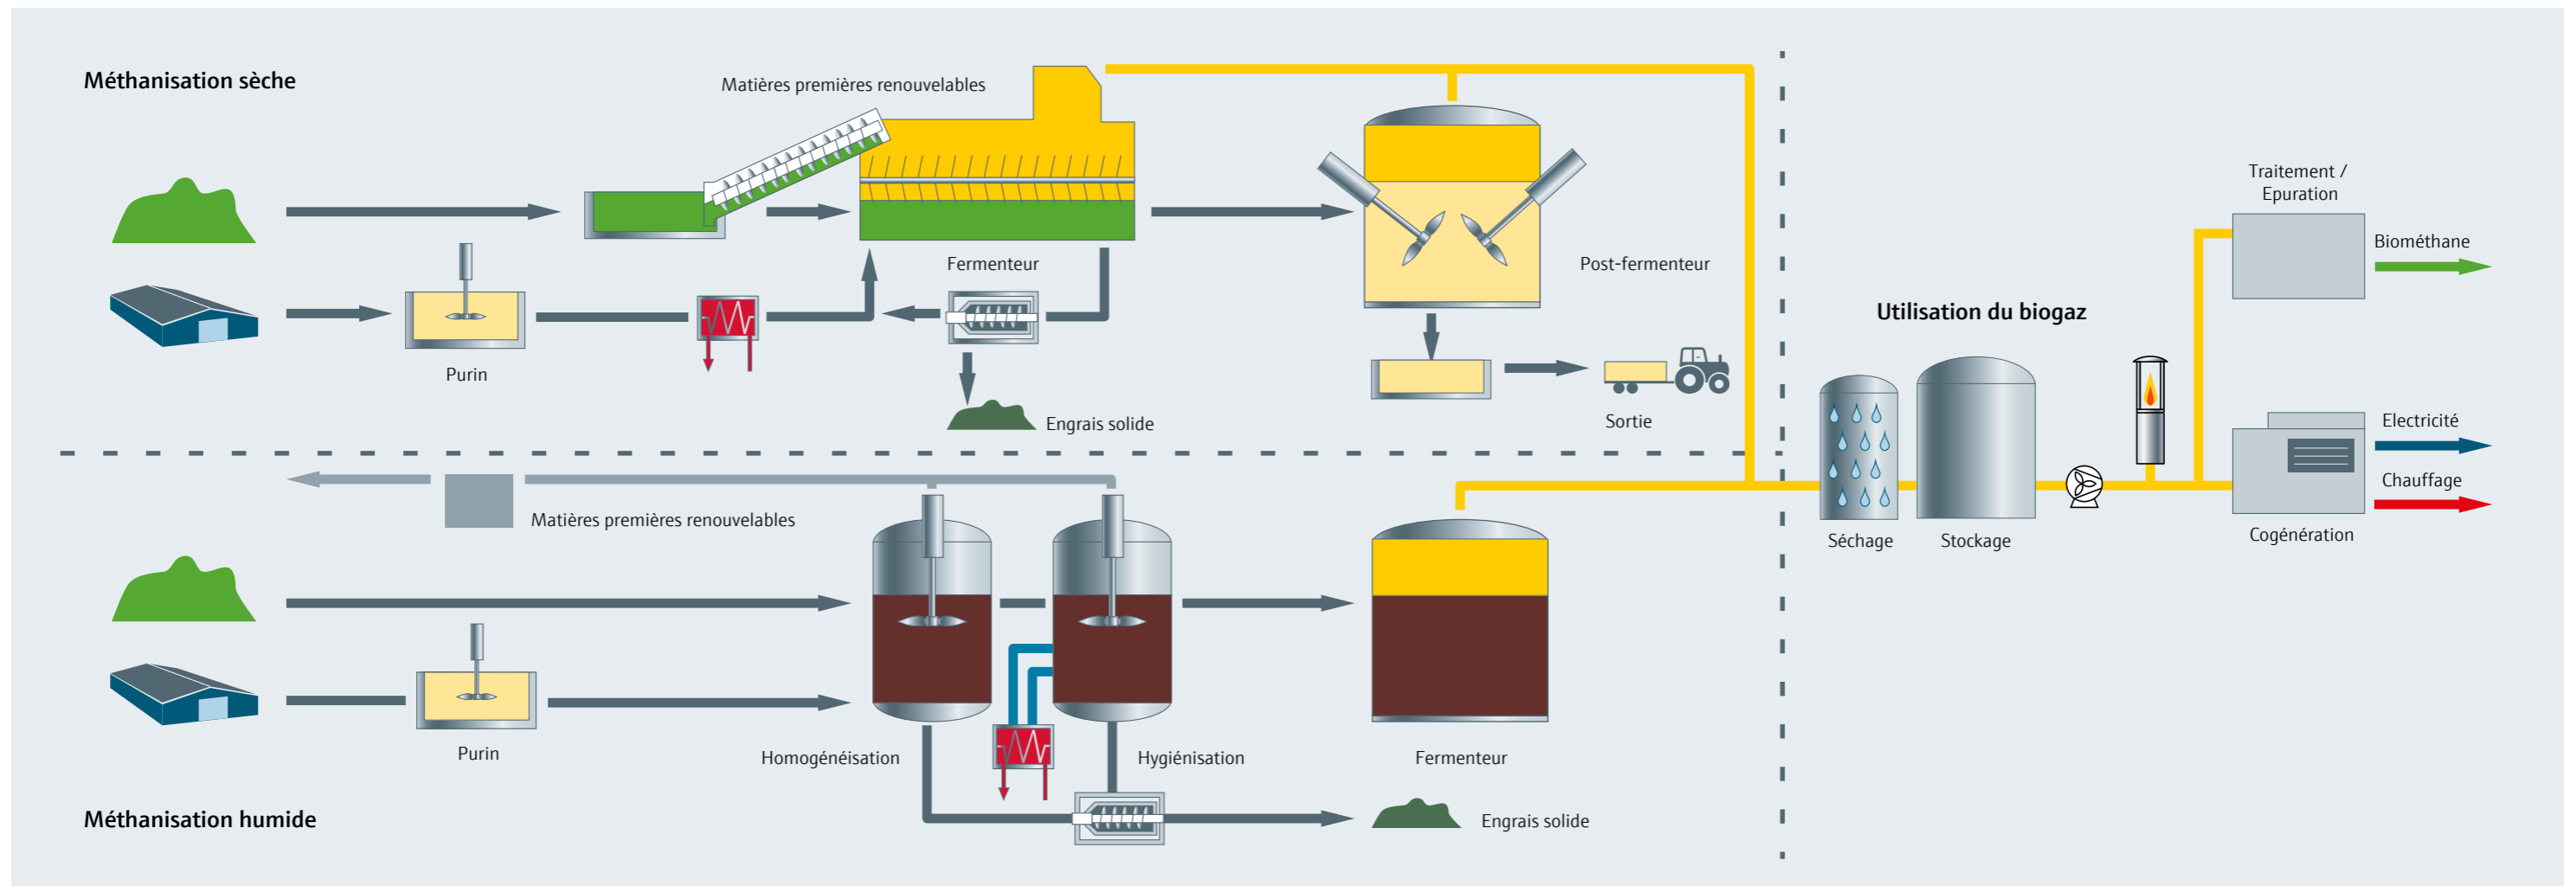 Méthanisation sèche
Matières premières renouvelables
Fermenteur
Post-fermenteur
Purin
Engrais solide
Sortie
Matières premières renouvelables
Purin
Homogénéisation
Hygiénisation
Fermenteur
Méthanisation humide
Engrais solide
Utilisation du biogaz
Traitement /
Epuration
Biométhane
Electricité
Chauffage
Cogénération
Séchage
Stockage